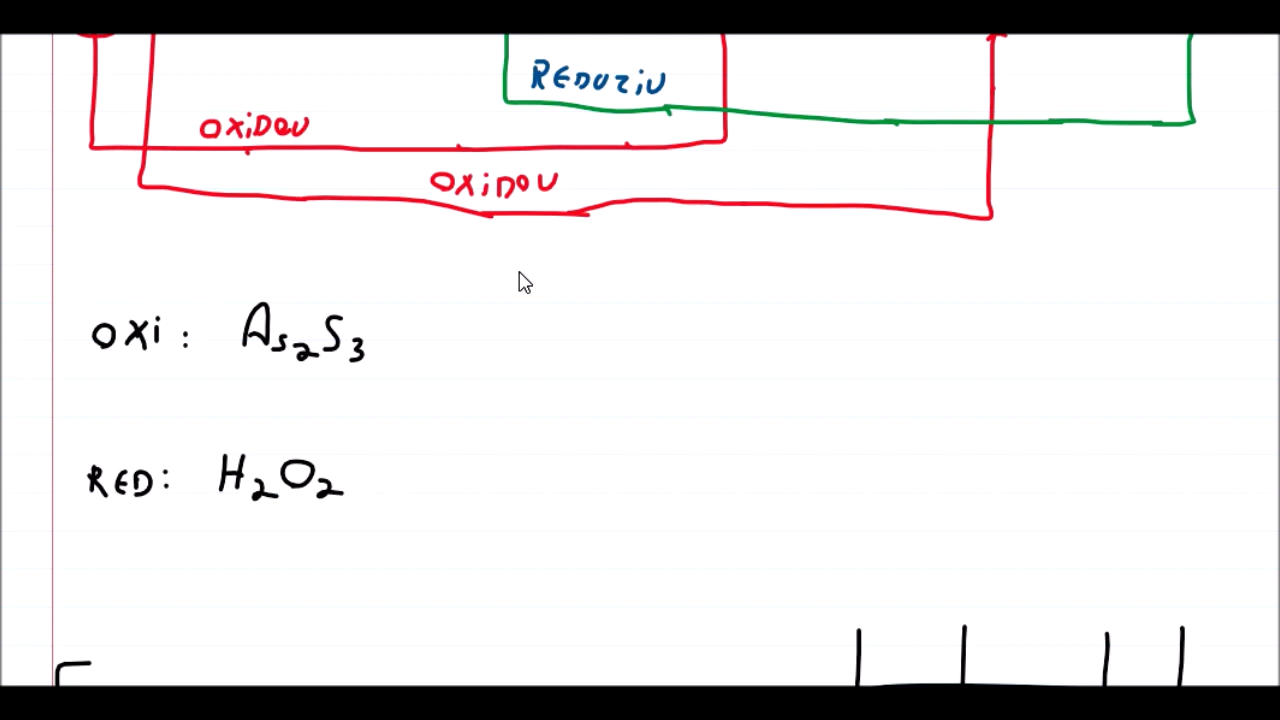 REDUZIU
OXIDOU
OXIDOU
OXI: As₂S₃
RED: H₂O₂